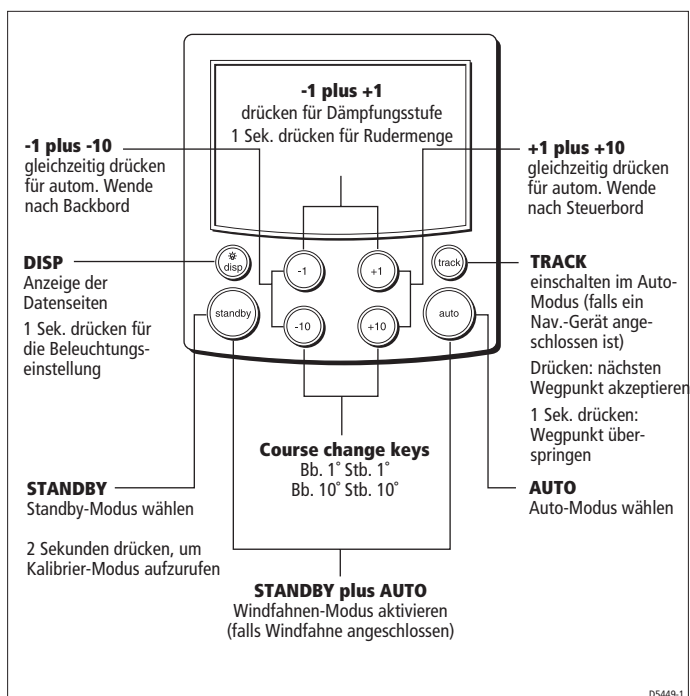 -1 plus +1
drücken für Dämpfungsstufe
1 Sek. drücken für Rudermenge
-1 plus -10
gleichzeitig drücken
für autom. Wende
nach Backbord
+1 plus +10
gleichzeitig drücken
für autom. Wende
nach Steuerbord
DISP
Anzeige der
Datenseiten
1 Sek. drücken für
die Beleuchtungs-
einstellung
disp
-1
+1
track
standby
-10
+10
auto
TRACK
einschalten im Auto-
Modus (falls ein
Nav.-Gerät ange-
schlossen ist)
Drücken: nächsten
Wegpunkt akzeptieren
1 Sek. drücken:
Wegpunkt über-
springen
Course change keys
Bb. 1° Stb. 1°
Bb. 10° Stb. 10°
STANDBY
Standby-Modus wählen
2 Sekunden drücken, um
Kalibrier-Modus aufzurufen
AUTO
Auto-Modus wählen
STANDBY plus AUTO
Windfahnen-Modus aktivieren
(falls Windfahne angeschlossen)
D5449-1